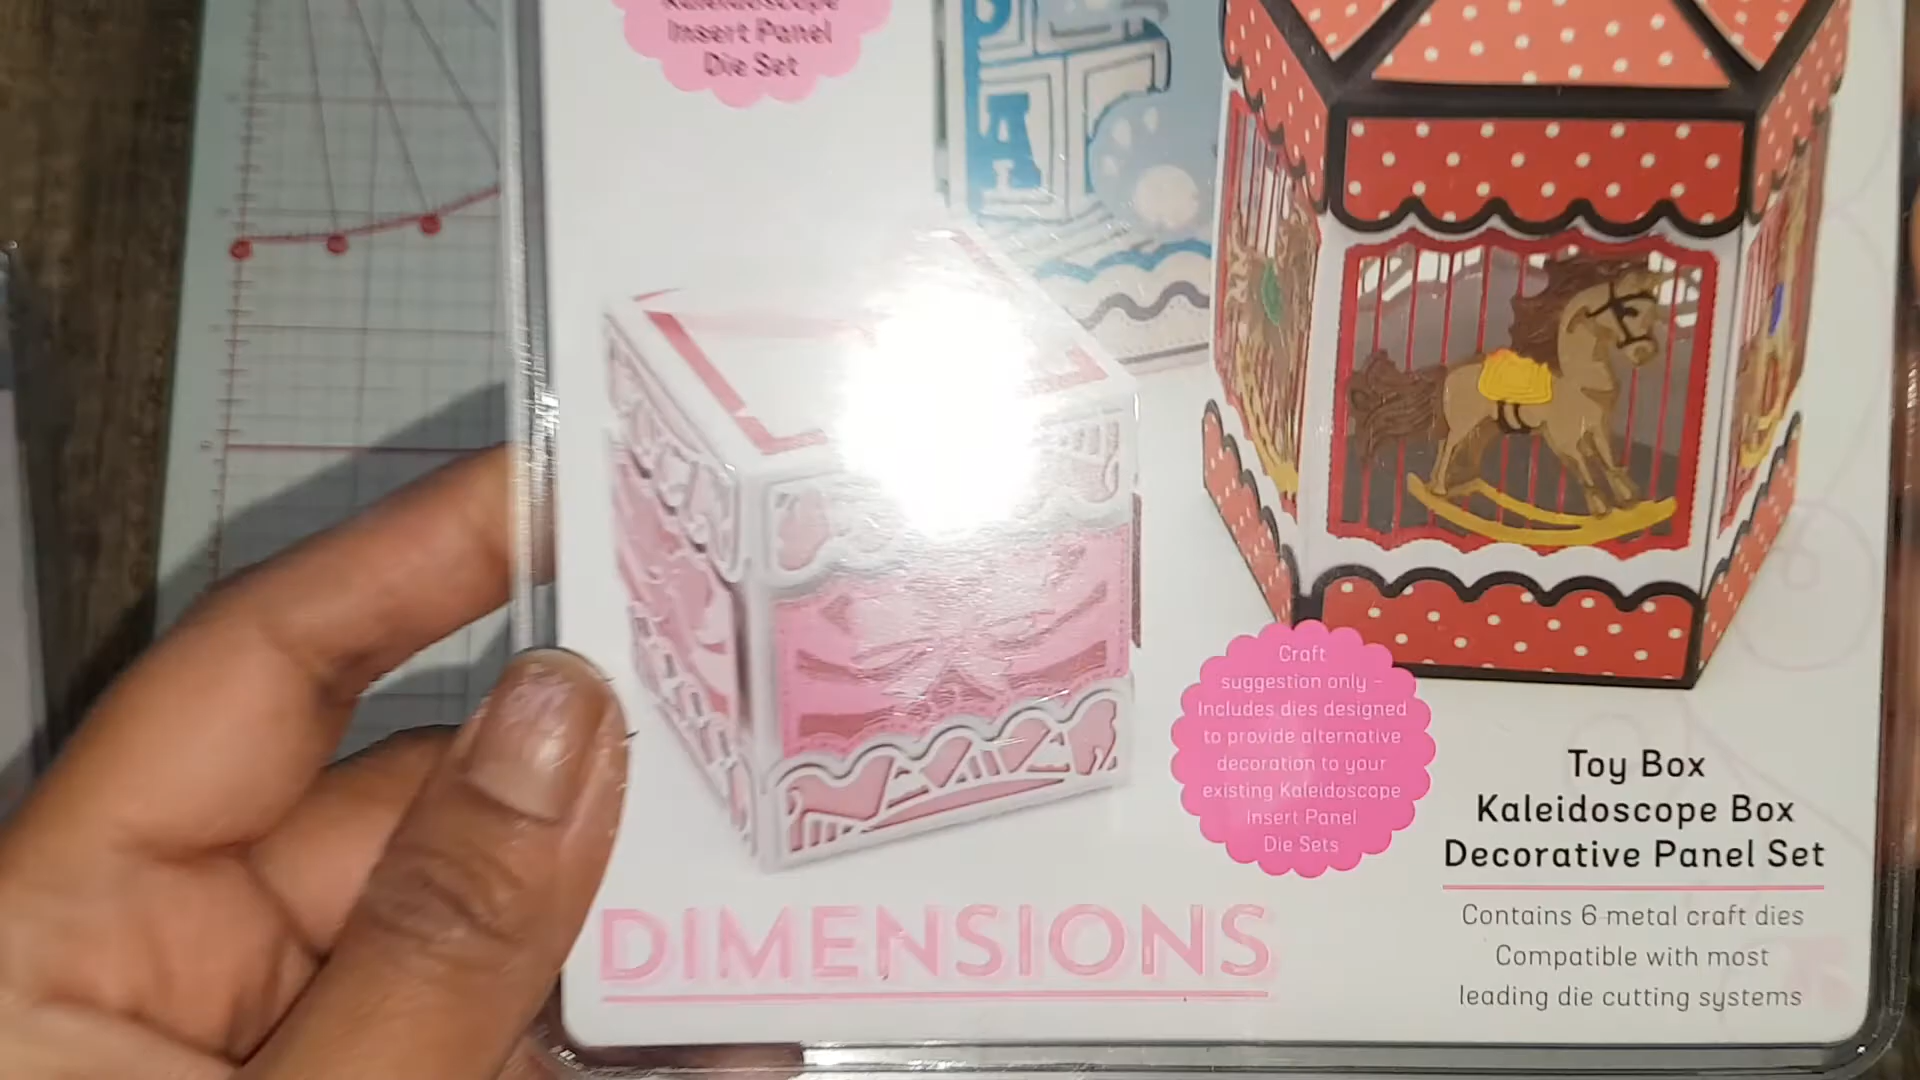 Kaleidoscope
Insert Panel
Die Set
A
Craft
suggestion only -
Includes dies designed
to provide alternative
decoration to your
existing Kaleidoscope
Insert Panel
Die Sets
Toy Box
Kaleidoscope Box
Decorative Panel Set
Contains 6 metal craft dies
Compatible with most
leading die cutting systems
DIMENSIONS